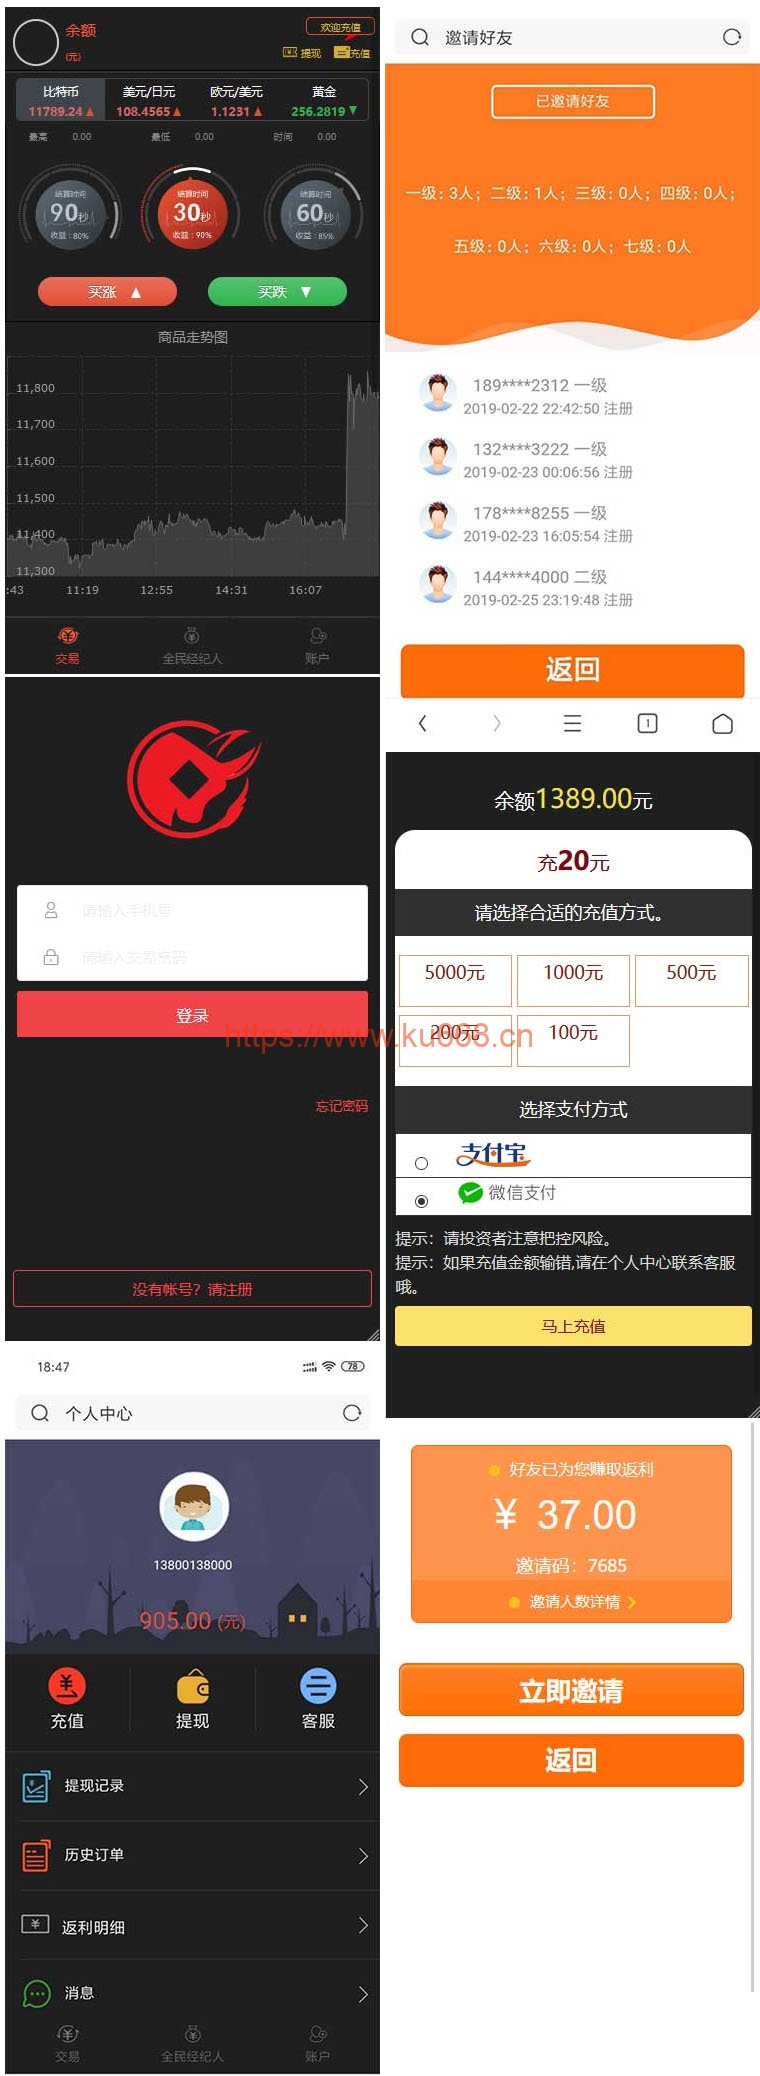 余额
(元)
欢迎充值
提现
充值
比特币
美元/日元
欧元/美元
黄金
11789.24▲
108.4565▲
1.1231▲
256.2819▼
最高
0.00
最低
0.00
时间
0.00
结算时间
90秒
收益:80%
结算时间
30秒
收益:90%
结算时间
60秒
收益:85%
买涨 ▲
买跌 ▼
商品走势图
11,800
11,700
11,600
11,500
11,400
11,300
:43
11:19
12:55
14:31
16:07
交易
全民经纪人
账户
邀请好友
已邀请好友
一级: 3人; 二级: 1人; 三级: 0人; 四级: 0人;
五级: 0人; 六级: 0人; 七级: 0人
189****2312 一级
2019-02-22 22:42:50 注册
132****3222 一级
2019-02-23 00:06:56 注册
178****8255 一级
2019-02-23 16:05:54 注册
144****4000 二级
2019-02-25 23:19:48 注册
返回
1
请输入手机号
请输入交易密码
登录
忘记密码
没有帐号? 请注册
https://www.ku668.cn
余额1389.00元
充20元
请选择合适的充值方式。
5000元
1000元
500元
200元
100元
选择支付方式
支付宝
微信支付
提示: 请投资者注意把控风险。
提示: 如果充值金额输错,请在个人中心联系客服
哦。
马上充值
18:47
78
个人中心
13800138000
905.00 (元)
充值
提现
客服
提现记录
历史订单
返利明细
消息
交易
全民经纪人
账户
好友已为您赚取返利
¥ 37.00
邀请码: 7685
邀请人数详情
立即邀请
返回